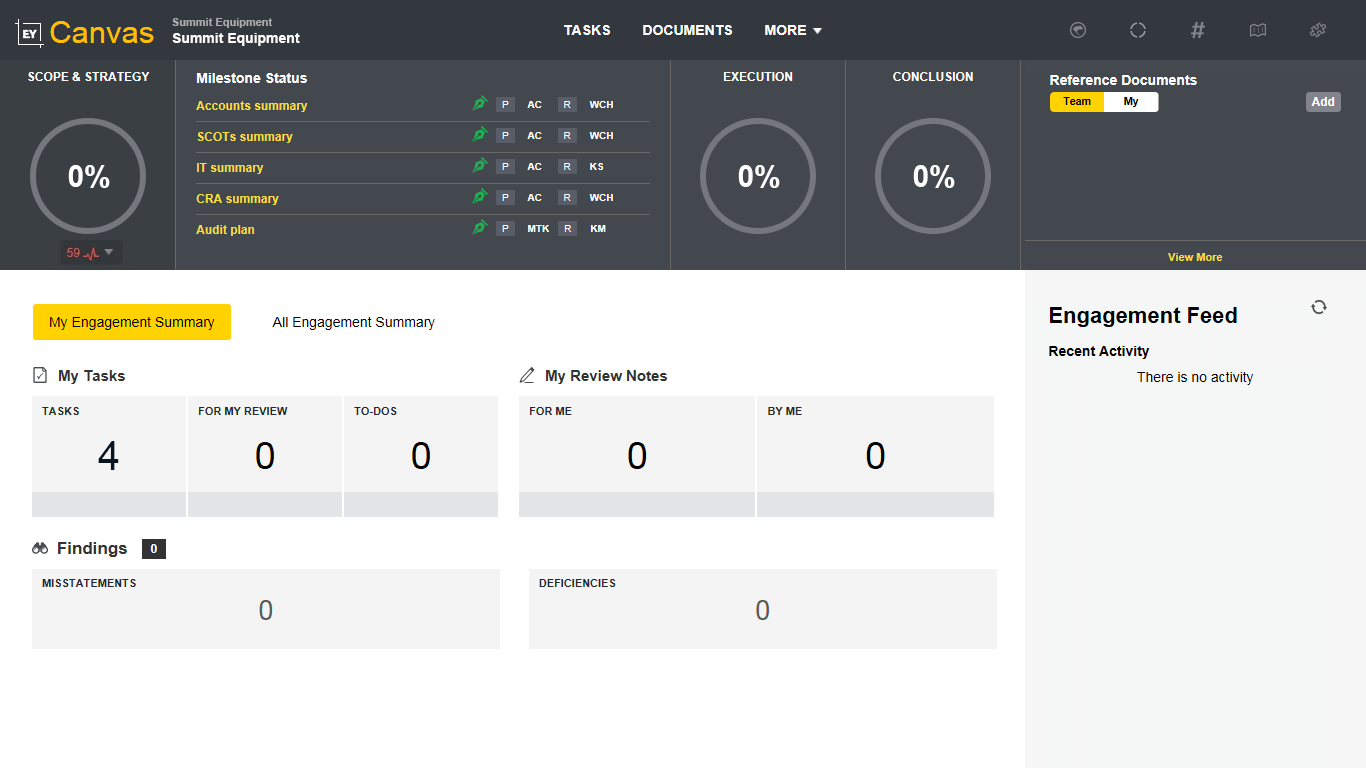 EY Canvas
Summit Equipment
Summit Equipment
TASKS DOCUMENTS MORE
#
SCOPE & STRATEGY
0%
59
Milestone Status
Accounts summary P AC R WCH
SCOTs summary P AC R WCH
IT summary P AC R KS
CRA summary P AC R WCH
Audit plan P MTK R KM
EXECUTION
0%
CONCLUSION
0%
Reference Documents
Team My Add
View More
My Engagement Summary All Engagement Summary
My Tasks
TASKS FOR MY REVIEW TO-DOS
4 0 0
My Review Notes
FOR ME BY ME
0 0
Findings 0
MISSTATEMENTS DEFICIENCIES
0 0
Engagement Feed
Recent Activity
There is no activity